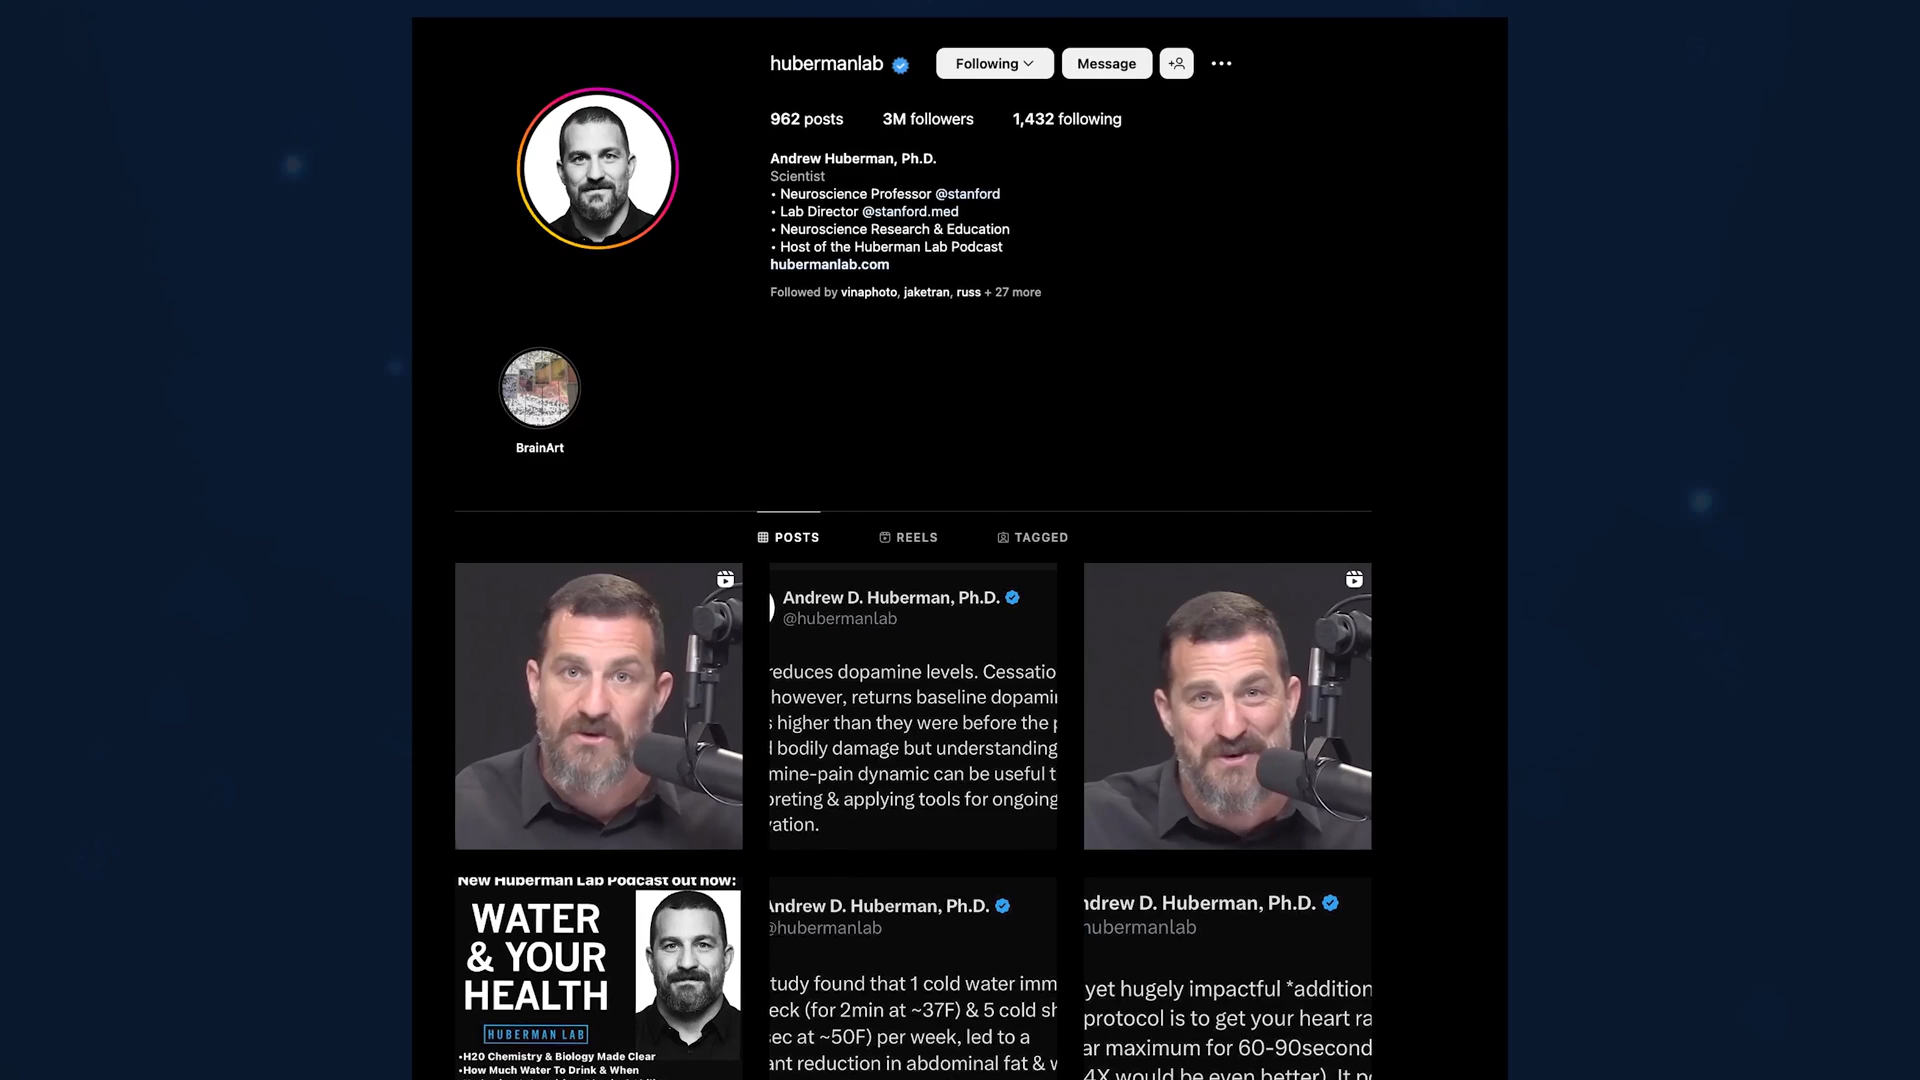 hubermanlab
Following
Message
962 posts
3M followers
1,432 following
Andrew Huberman, Ph.D.
Scientist
• Neuroscience Professor @stanford
• Lab Director @stanford.med
• Neuroscience Research & Education
• Host of the Huberman Lab Podcast
hubermanlab.com
Followed by vinaphoto, jaketran, russ + 27 more
BrainArt
POSTS
REELS
TAGGED
Andrew D. Huberman, Ph.D.
@hubermanlab
reduces dopamine levels. Cessatio
however, returns baseline dopami
s higher than they were before the p
d bodily damage but understanding
mine-pain dynamic can be useful t
preting & applying tools for ongoing
vation.
New Huberman Lab Podcast out now:
WATER
& YOUR
HEALTH
HUBERMAN LAB
•H20 Chemistry & Biology Made Clear
•How Much Water To Drink & When
Andrew D. Huberman, Ph.D.
@hubermanlab
tudy found that 1 cold water imm
eck (for 2min at ~37F) & 5 cold sh
sec at ~50F) per week, led to a
ant reduction in abdominal fat & w
ndrew D. Huberman, Ph.D.
hubermanlab
yet hugely impactful *addition
protocol is to get your heart ra
ar maximum for 60-90second
4X would be even better). It